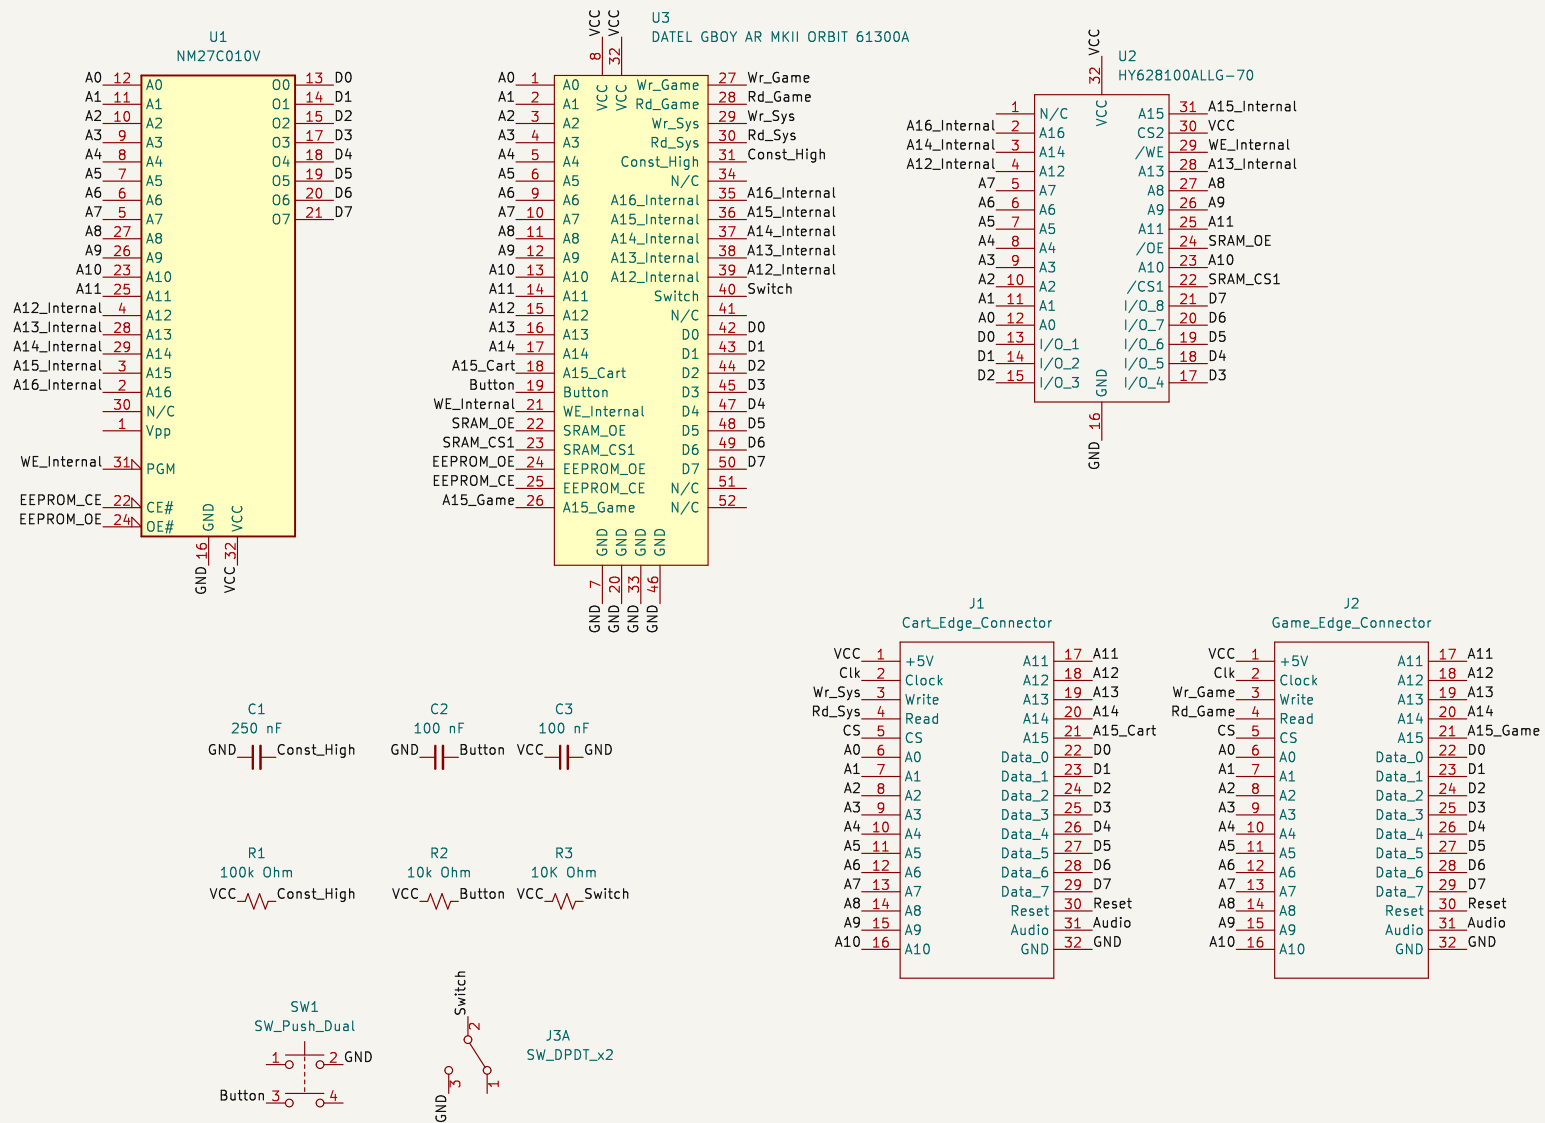 U1
NM27C010V
A0 12 A0 O0 13 D0
A1 11 A1 O1 14 D1
A2 10 A2 O2 15 D2
A3 9 A3 O3 17 D3
A4 8 A4 O4 18 D4
A5 7 A5 O5 19 D5
A6 6 A6 O6 20 D6
A7 5 A7 O7 21 D7
A8 27 A8
A9 26 A9
A10 23 A10
A11 25 A11
A12_Internal 4 A12
A13_Internal 28 A13
A14_Internal 29 A14
A15_Internal 3 A15
A16_Internal 2 A16
30 N/C
1 Vpp
WE_Internal 31 PGM
EEPROM_CE 22 CE#
EEPROM_OE 24 OE#
GND VCC
16 32
GND VCC
U3
DATEL GBOY AR MKII ORBIT 61300A
VCC VCC
8 32
VCC VCC
A0 1 A0 Wr_Game 27 Wr_Game
A1 2 A1 Rd_Game 28 Rd_Game
A2 3 A2 Wr_Sys 29 Wr_Sys
A3 4 A3 Rd_Sys 30 Rd_Sys
A4 5 A4 Const_High 31 Const_High
A5 6 A5 N/C 34
A6 9 A6 A16_Internal 35 A16_Internal
A7 10 A7 A15_Internal 36 A15_Internal
A8 11 A8 A14_Internal 37 A14_Internal
A9 12 A9 A13_Internal 38 A13_Internal
A10 13 A10 A12_Internal 39 A12_Internal
A11 14 A11 Switch 40 Switch
A12 15 A12 N/C 41
A13 16 A13 D0 42 D0
A14 17 A14 D1 43 D1
A15_Cart 18 A15_Cart D2 44 D2
Button 19 Button D3 45 D3
WE_Internal 21 WE_Internal D4 47 D4
SRAM_OE 22 SRAM_OE D5 48 D5
SRAM_CS1 23 SRAM_CS1 D6 49 D6
EEPROM_OE 24 EEPROM_OE D7 50 D7
EEPROM_CE 25 EEPROM_CE N/C 51
A15_Game 26 A15_Game N/C 52
GND GND GND GND
7 20 33 46
GND GND GND GND
U2
HY628100ALLG-70
VCC
32
VCC
1 N/C A15 31 A15_Internal
A16_Internal 2 A16 CS2 30 VCC
A14_Internal 3 A14 /WE 29 WE_Internal
A12_Internal 4 A12 A13 28 A13_Internal
A7 5 A7 A8 27 A8
A6 6 A6 A9 26 A9
A5 7 A5 A11 25 A11
A4 8 A4 /OE 24 SRAM_OE
A3 9 A3 A10 23 A10
A2 10 A2 /CS1 22 SRAM_CS1
A1 11 A1 I/O_8 21 D7
A0 12 A0 I/O_7 20 D6
D0 13 I/O_1 I/O_6 19 D5
D1 14 I/O_2 I/O_5 18 D4
D2 15 I/O_3 I/O_4 17 D3
GND
16
GND
J1
Cart_Edge_Connector
VCC 1 +5V A11 17 A11
Clk 2 Clock A12 18 A12
Wr_Sys 3 Write A13 19 A13
Rd_Sys 4 Read A14 20 A14
CS 5 CS A15 21 A15_Cart
A0 6 A0 Data_0 22 D0
A1 7 A1 Data_1 23 D1
A2 8 A2 Data_2 24 D2
A3 9 A3 Data_3 25 D3
A4 10 A4 Data_4 26 D4
A5 11 A5 Data_5 27 D5
A6 12 A6 Data_6 28 D6
A7 13 A7 Data_7 29 D7
A8 14 A8 Reset 30 Reset
A9 15 A9 Audio 31 Audio
A10 16 A10 GND 32 GND
J2
Game_Edge_Connector
VCC 1 +5V A11 17 A11
Clk 2 Clock A12 18 A12
Wr_Game 3 Write A13 19 A13
Rd_Game 4 Read A14 20 A14
CS 5 CS A15 21 A15_Game
A0 6 A0 Data_0 22 D0
A1 7 A1 Data_1 23 D1
A2 8 A2 Data_2 24 D2
A3 9 A3 Data_3 25 D3
A4 10 A4 Data_4 26 D4
A5 11 A5 Data_5 27 D5
A6 12 A6 Data_6 28 D6
A7 13 A7 Data_7 29 D7
A8 14 A8 Reset 30 Reset
A9 15 A9 Audio 31 Audio
A10 16 A10 GND 32 GND
C1
250 nF
GND Const_High
C2
100 nF
GND Button
C3
100 nF
VCC GND
R1
100k Ohm
VCC Const_High
R2
10k Ohm
VCC Button
R3
10K Ohm
VCC Switch
SW1
SW_Push_Dual
1 2 GND
Button 3 4
J3A
SW_DPDT_x2
Switch
2
3 1
GND